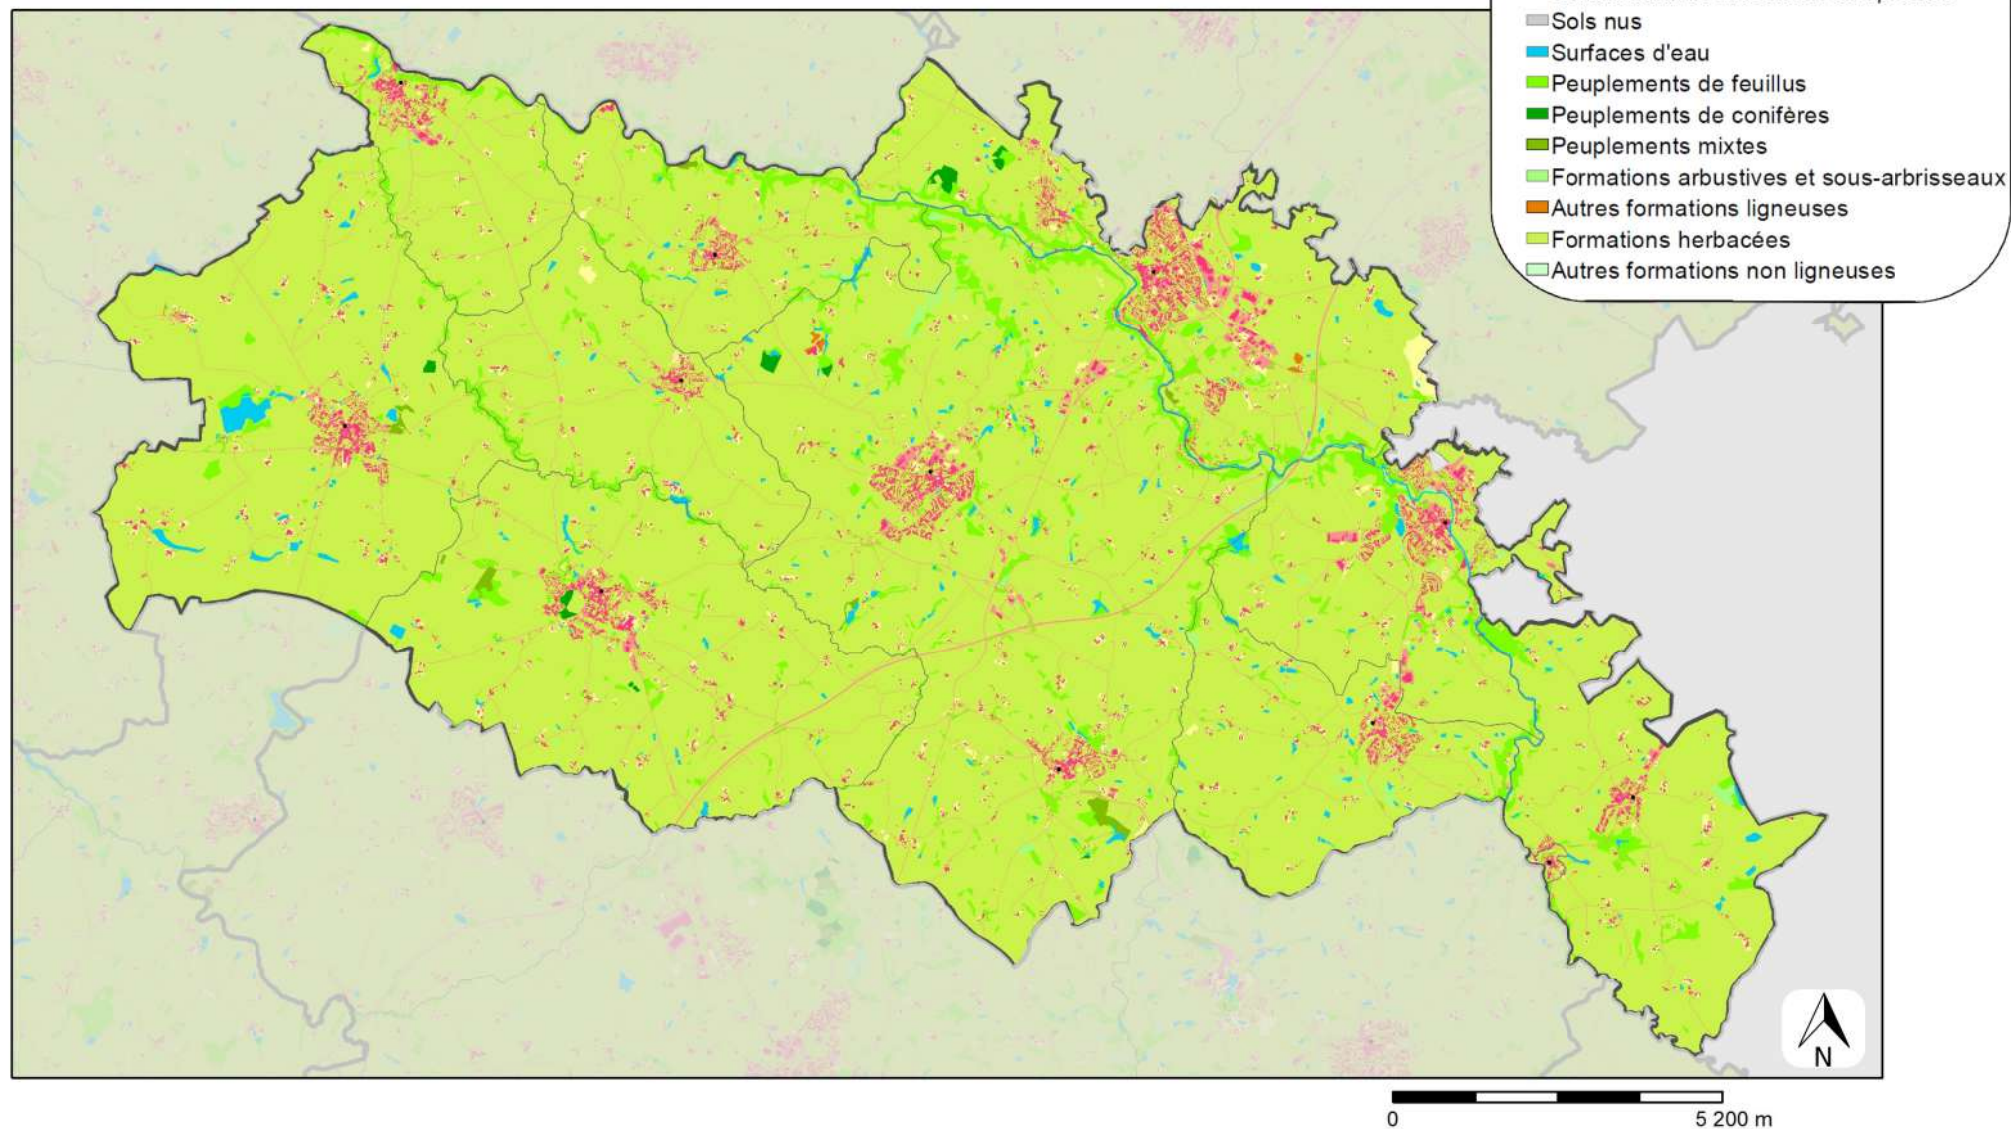 Sols nus
Surfaces d'eau
Peuplements de feuillus
Peuplements de conifères
Peuplements mixtes
Formations arbustives et sous-arbrisseaux
Autres formations ligneuses
Formations herbacées
Autres formations non ligneuses
N
0 5 200 m